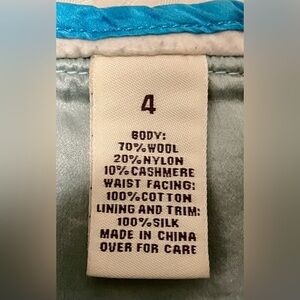 4
BODY:
70% WOOL
20% NYLON
10% CASHMERE
WAIST FACING:
100% COTTON
LINING AND TRIM:
100% SILK
MADE IN CHINA
OVER FOR CARE